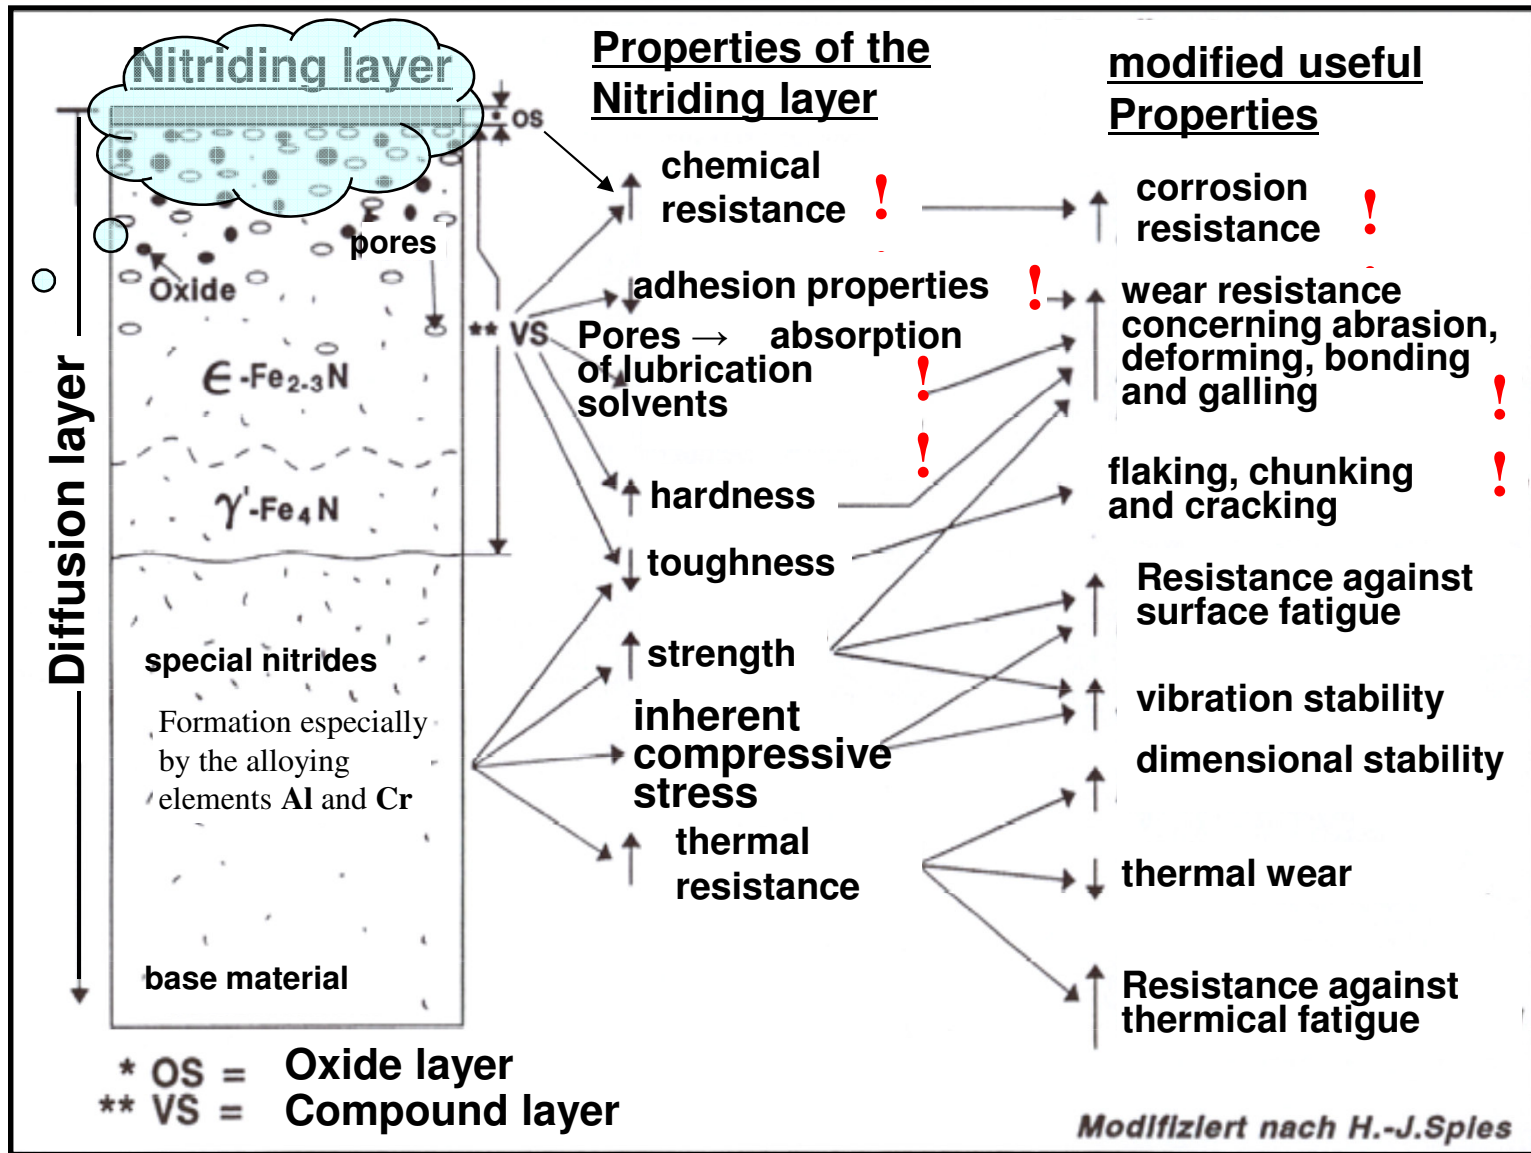 Nitriding layer
OS
pores
Oxide
** VS
ϵ-Fe2-3N
γ'-Fe4N
Diffusion layer
special nitrides
Formation especially
by the alloying
elements Al and Cr
base material
* OS = Oxide layer
** VS = Compound layer
Properties of the
Nitriding layer
chemical
resistance !
adhesion properties !
Pores → absorption
of lubrication !
solvents
!
hardness
toughness
strength
inherent
compressive
stress
thermal
resistance
modified useful
Properties
corrosion
resistance !
wear resistance
concerning abrasion,
deforming, bonding
and galling !
flaking, chunking !
and cracking
Resistance against
surface fatigue
vibration stability
dimensional stability
thermal wear
Resistance against
thermical fatigue
Modifiziert nach H.-J.Spies